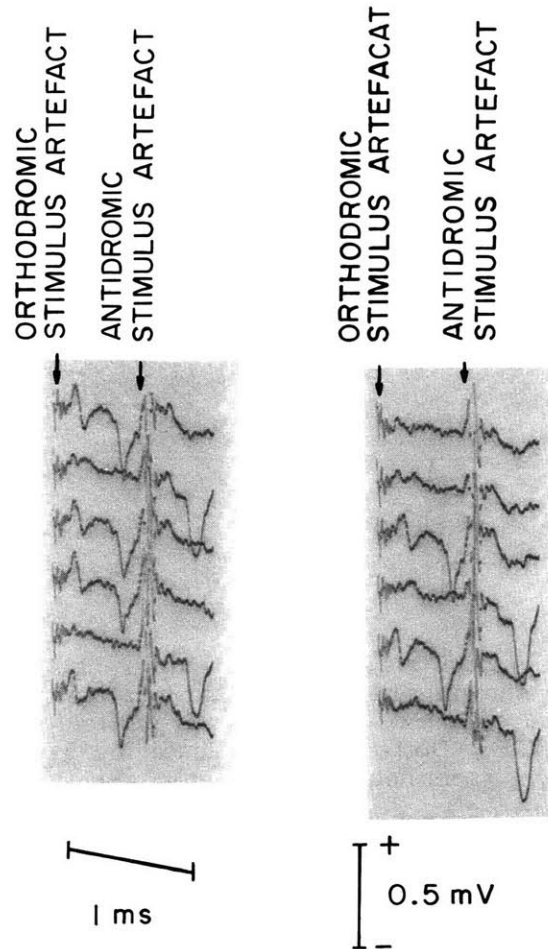 ORTHODROMIC
STIMULUS ARTEFACT
ANTIDROMIC
STIMULUS ARTEFACT
ORTHODROMIC
STIMULUS ARTEFACAT
ANTIDROMIC
STIMULUS ARTEFACT
1 ms
+
0.5 mV
−